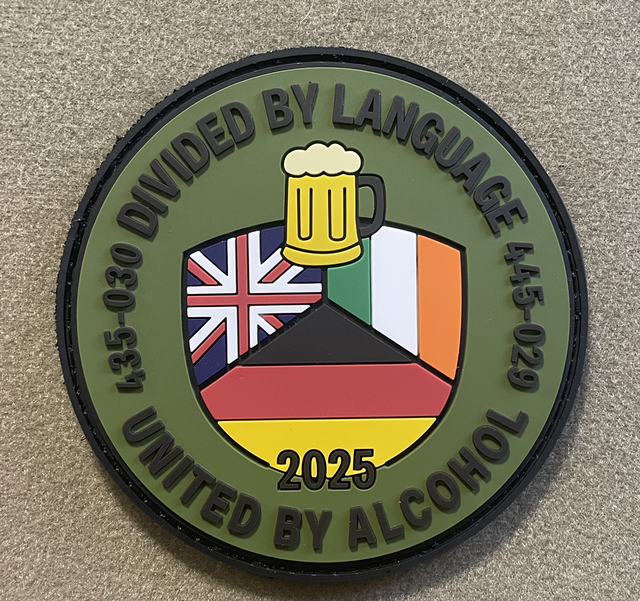 DIVIDED BY LANGUAGE
435-030
445-029
2025
UNITED BY ALCOHOL